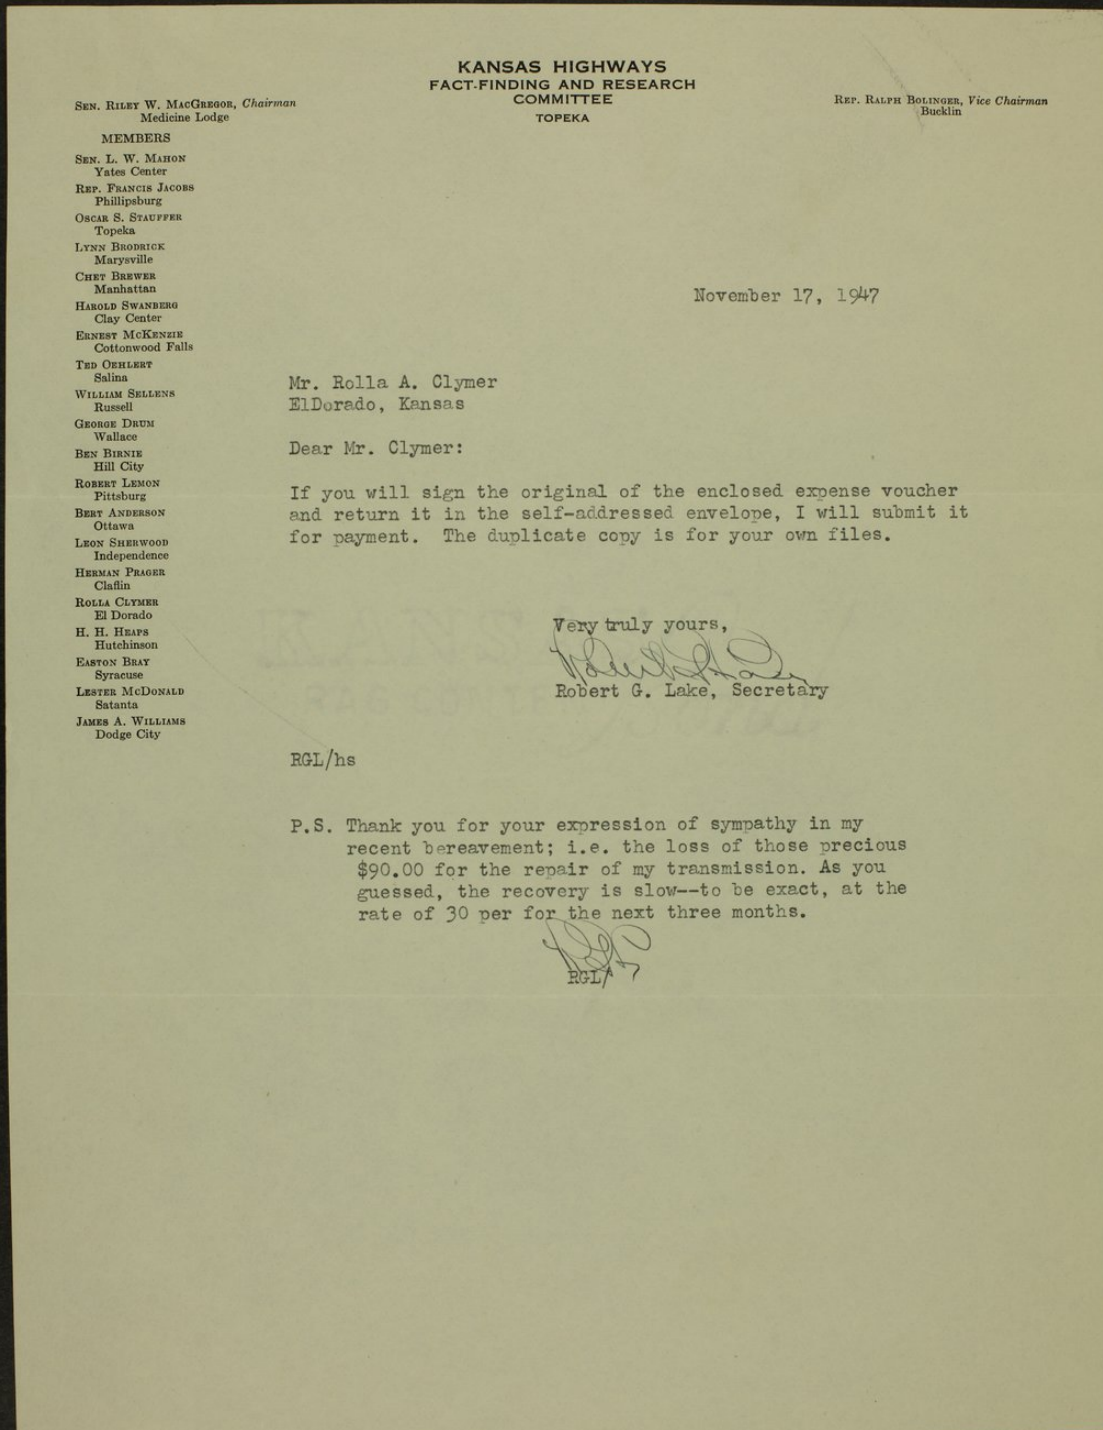 KANSAS HIGHWAYS
FACT-FINDING AND RESEARCH
COMMITTEE
TOPEKA
SEN. RILEY W. MACGREGOR, Chairman
Medicine Lodge
REP. RALPH BOLINGER, Vice Chairman
Bucklin
MEMBERS
SEN. L. W. MAHON
Yates Center
REP. FRANCIS JACOBS
Phillipsburg
OSCAR S. STAUFFER
Topeka
LYNN BRODRICK
Marysville
CHET BREWER
Manhattan
HAROLD SWANBERG
Clay Center
ERNEST MCKENZIE
Cottonwood Falls
TED OEHLERT
Salina
WILLIAM SELLENS
Russell
GEORGE DRUM
Wallace
BEN BIRNIE
Hill City
ROBERT LEMON
Pittsburg
BERT ANDERSON
Ottawa
LEON SHERWOOD
Independence
HERMAN PRAGER
Claflin
ROLLA CLYMER
El Dorado
H. H. HEAPS
Hutchinson
EASTON BRAY
Syracuse
LESTER MCDONALD
Satanta
JAMES A. WILLIAMS
Dodge City
November 17, 1947
Mr. Rolla A. Clymer
ElDorado, Kansas
Dear Mr. Clymer:
If you will sign the original of the enclosed expense voucher
and return it in the self-addressed envelope, I will submit it
for payment. The duplicate copy is for your own files.
Very truly yours,
Robert G. Lake, Secretary
RGL/hs
P.S. Thank you for your expression of sympathy in my
recent bereavement; i.e. the loss of those precious
$90.00 for the repair of my transmission. As you
guessed, the recovery is slow--to be exact, at the
rate of 30 per for the next three months.
RGL/